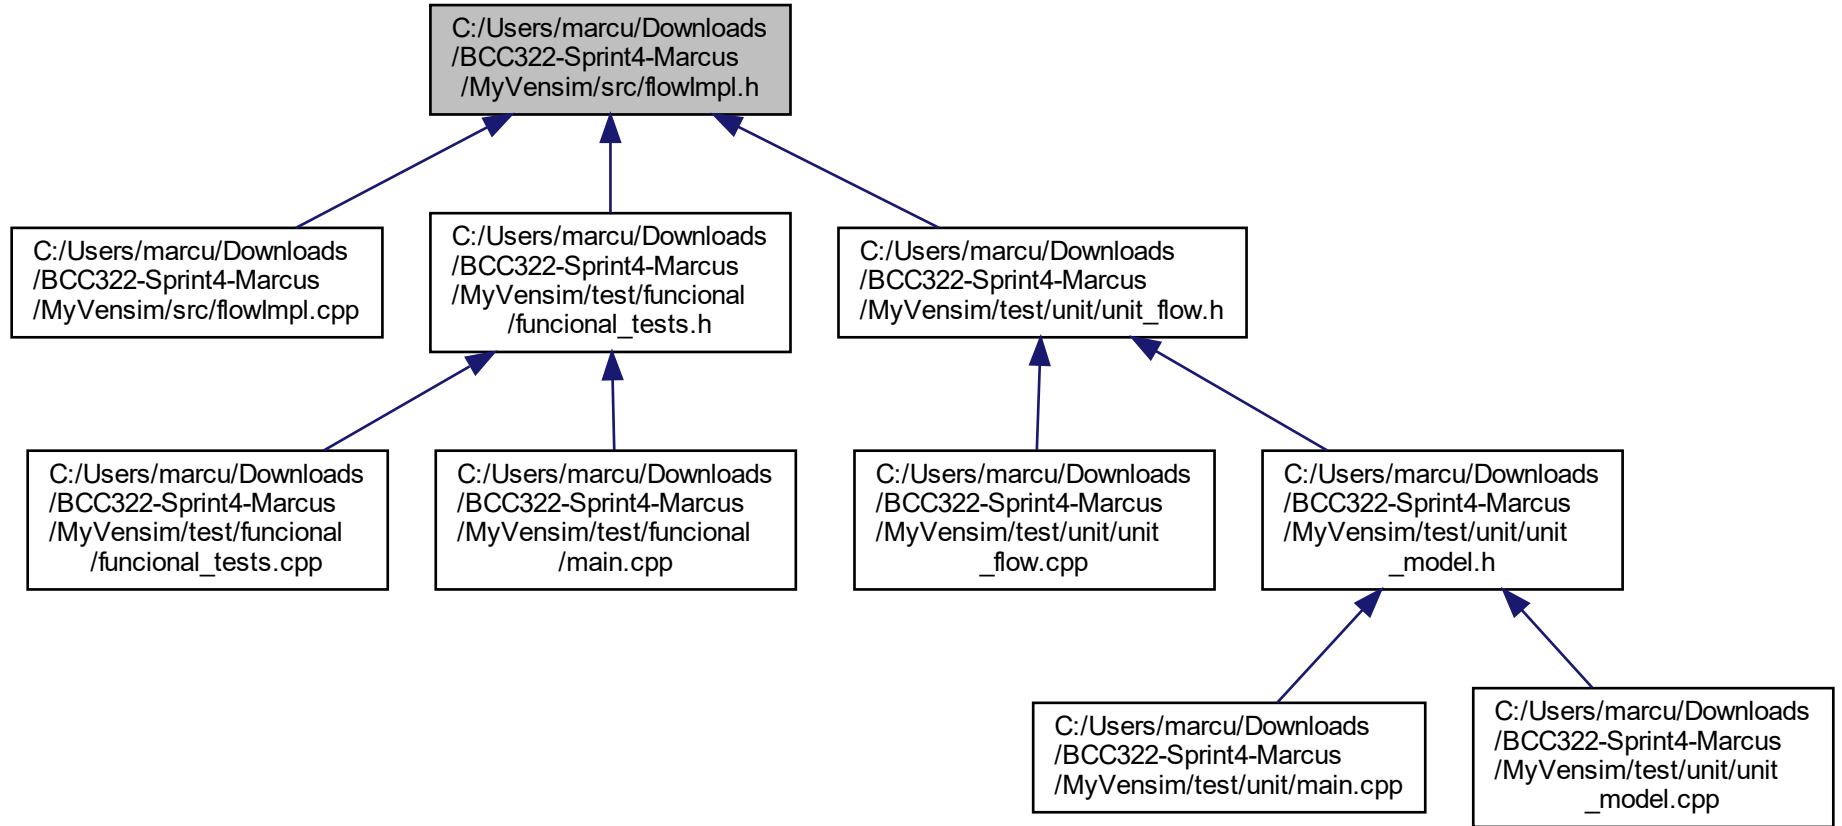 C:/Users/marcu/Downloads
/BCC322-Sprint4-Marcus
/MyVensim/src/flowImpl.h
C:/Users/marcu/Downloads
/BCC322-Sprint4-Marcus
/MyVensim/src/flowImpl.cpp
C:/Users/marcu/Downloads
/BCC322-Sprint4-Marcus
/MyVensim/test/funcional
/funcional_tests.h
C:/Users/marcu/Downloads
/BCC322-Sprint4-Marcus
/MyVensim/test/unit/unit_flow.h
C:/Users/marcu/Downloads
/BCC322-Sprint4-Marcus
/MyVensim/test/funcional
/funcional_tests.cpp
C:/Users/marcu/Downloads
/BCC322-Sprint4-Marcus
/MyVensim/test/funcional
/main.cpp
C:/Users/marcu/Downloads
/BCC322-Sprint4-Marcus
/MyVensim/test/unit/unit
_flow.cpp
C:/Users/marcu/Downloads
/BCC322-Sprint4-Marcus
/MyVensim/test/unit/unit
_model.h
C:/Users/marcu/Downloads
/BCC322-Sprint4-Marcus
/MyVensim/test/unit/main.cpp
C:/Users/marcu/Downloads
/BCC322-Sprint4-Marcus
/MyVensim/test/unit/unit
_model.cpp